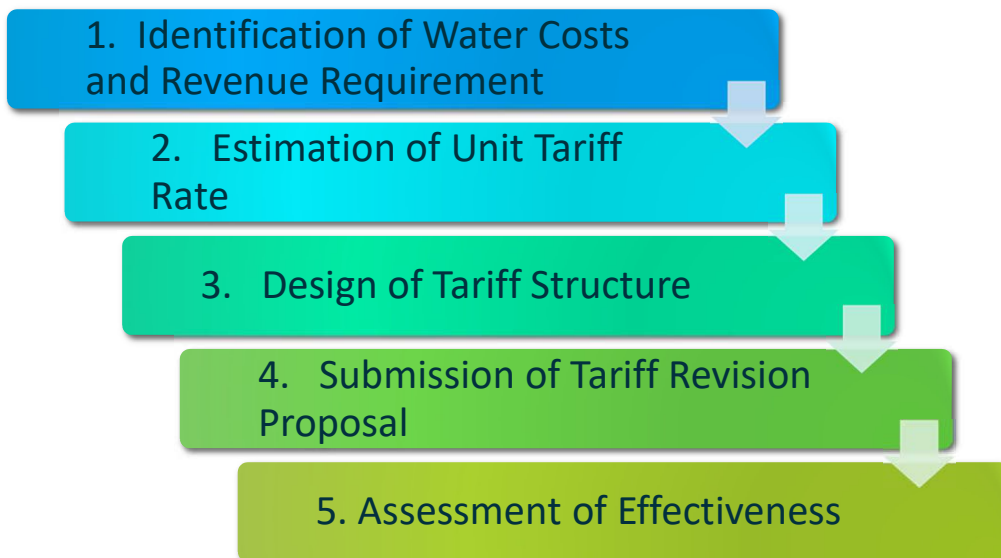 1. Identification of Water Costs
and Revenue Requirement
2. Estimation of Unit Tariff
Rate
3. Design of Tariff Structure
4. Submission of Tariff Revision
Proposal
5. Assessment of Effectiveness